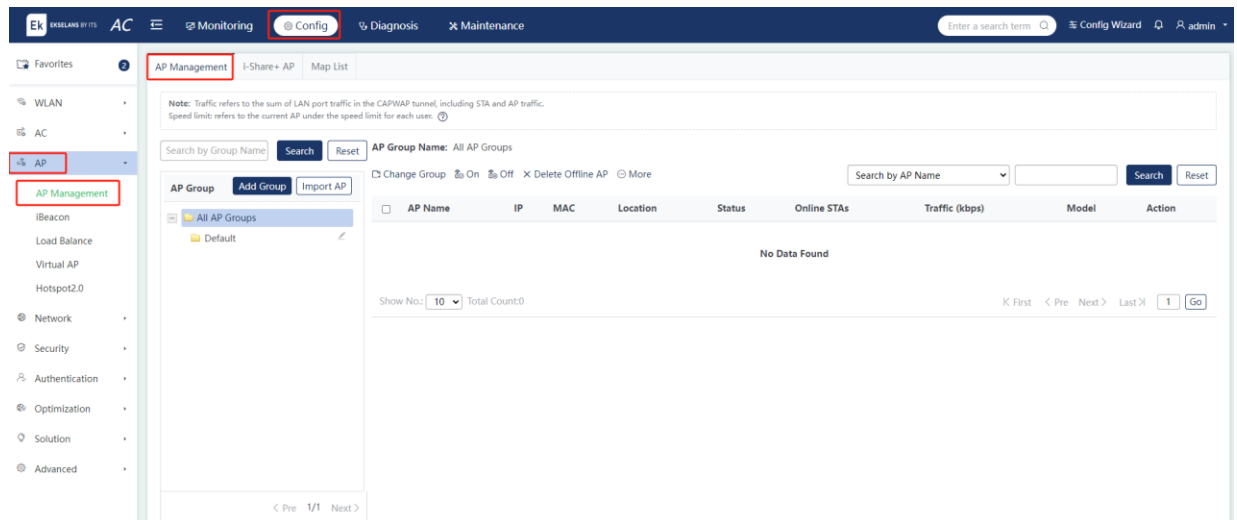 Ek EKSELANS BY ITS AC Monitoring Config Diagnosis Maintenance Enter a search term Config Wizard admin
Favorites 2
WLAN
AC
AP
AP Management
iBeacon
Load Balance
Virtual AP
Hotspot2.0
Network
Security
Authentication
Optimization
Solution
Advanced
AP Management I-Share+ AP Map List
Note: Traffic refers to the sum of LAN port traffic in the CAPWAP tunnel, including STA and AP traffic.
Speed limit: refers to the current AP under the speed limit for each user. ?
Search by Group Name Search Reset
AP Group Add Group Import AP
All AP Groups
Default
< Pre 1/1 Next >
AP Group Name: All AP Groups
Change Group On Off Delete Offline AP More Search by AP Name Search Reset
AP Name IP MAC Location Status Online STAs Traffic (kbps) Model Action
No Data Found
Show No.: 10 Total Count:0 First < Pre Next > Last 1 Go